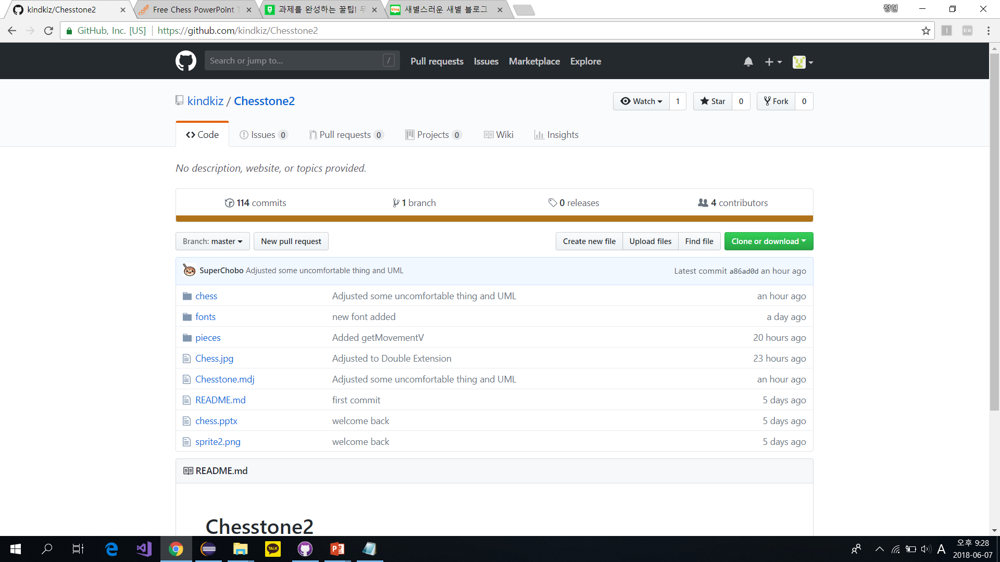 kindkiz/Chesstone2
Free Chess PowerPoint
과제를 완성하는 꿀팁!
새별스러운 새별 블로그
정현
GitHub, Inc. [US] https://github.com/kindkiz/Chesstone2
EX
Search or jump to... /
Pull requests Issues Marketplace Explore
kindkiz / Chesstone2
Watch 1 Star 0 Fork 0
Code Issues 0 Pull requests 0 Projects 0 Wiki Insights
No description, website, or topics provided.
114 commits 1 branch 0 releases 4 contributors
Branch: master New pull request Create new file Upload files Find file Clone or download
SuperChobo Adjusted some uncomfortable thing and UML Latest commit a86ad0d an hour ago
chess Adjusted some uncomfortable thing and UML an hour ago
fonts new font added a day ago
pieces Added getMovementV 20 hours ago
Chess.jpg Adjusted to Double Extension 23 hours ago
Chesstone.mdj Adjusted some uncomfortable thing and UML an hour ago
README.md first commit 5 days ago
chess.pptx welcome back 5 days ago
sprite2.png welcome back 5 days ago
README.md
Chesstone2
TALK
A
오후 9:28
2018-06-07